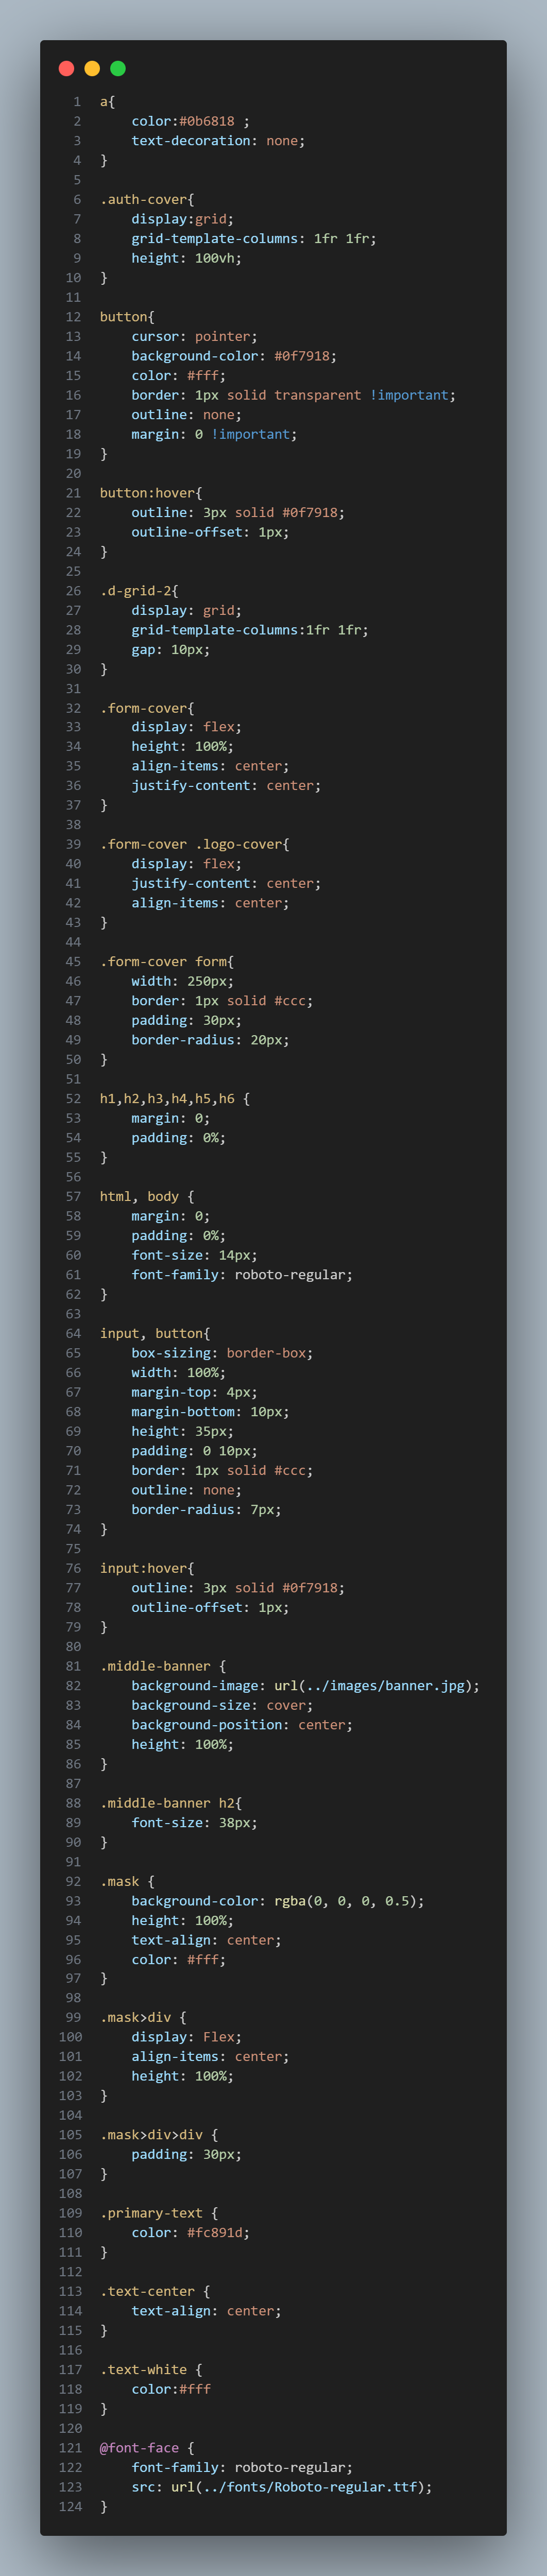 1 a{
2     color:#0b6818 ;
3     text-decoration: none;
4 }
5
6 .auth-cover{
7     display:grid;
8     grid-template-columns: 1fr 1fr;
9     height: 100vh;
10 }
11
12 button{
13     cursor: pointer;
14     background-color: #0f7918;
15     color: #fff;
16     border: 1px solid transparent !important;
17     outline: none;
18     margin: 0 !important;
19 }
20
21 button:hover{
22     outline: 3px solid #0f7918;
23     outline-offset: 1px;
24 }
25
26 .d-grid-2{
27     display: grid;
28     grid-template-columns:1fr 1fr;
29     gap: 10px;
30 }
31
32 .form-cover{
33     display: flex;
34     height: 100%;
35     align-items: center;
36     justify-content: center;
37 }
38
39 .form-cover .logo-cover{
40     display: flex;
41     justify-content: center;
42     align-items: center;
43 }
44
45 .form-cover form{
46     width: 250px;
47     border: 1px solid #ccc;
48     padding: 30px;
49     border-radius: 20px;
50 }
51
52 h1,h2,h3,h4,h5,h6 {
53     margin: 0;
54     padding: 0%;
55 }
56
57 html, body {
58     margin: 0;
59     padding: 0%;
60     font-size: 14px;
61     font-family: roboto-regular;
62 }
63
64 input, button{
65     box-sizing: border-box;
66     width: 100%;
67     margin-top: 4px;
68     margin-bottom: 10px;
69     height: 35px;
70     padding: 0 10px;
71     border: 1px solid #ccc;
72     outline: none;
73     border-radius: 7px;
74 }
75
76 input:hover{
77     outline: 3px solid #0f7918;
78     outline-offset: 1px;
79 }
80
81 .middle-banner {
82     background-image: url(../images/banner.jpg);
83     background-size: cover;
84     background-position: center;
85     height: 100%;
86 }
87
88 .middle-banner h2{
89     font-size: 38px;
90 }
91
92 .mask {
93     background-color: rgba(0, 0, 0, 0.5);
94     height: 100%;
95     text-align: center;
96     color: #fff;
97 }
98
99 .mask>div {
100     display: Flex;
101     align-items: center;
102     height: 100%;
103 }
104
105 .mask>div>div {
106     padding: 30px;
107 }
108
109 .primary-text {
110     color: #fc891d;
111 }
112
113 .text-center {
114     text-align: center;
115 }
116
117 .text-white {
118     color:#fff
119 }
120
121 @font-face {
122     font-family: roboto-regular;
123     src: url(../fonts/Roboto-regular.ttf);
124 }